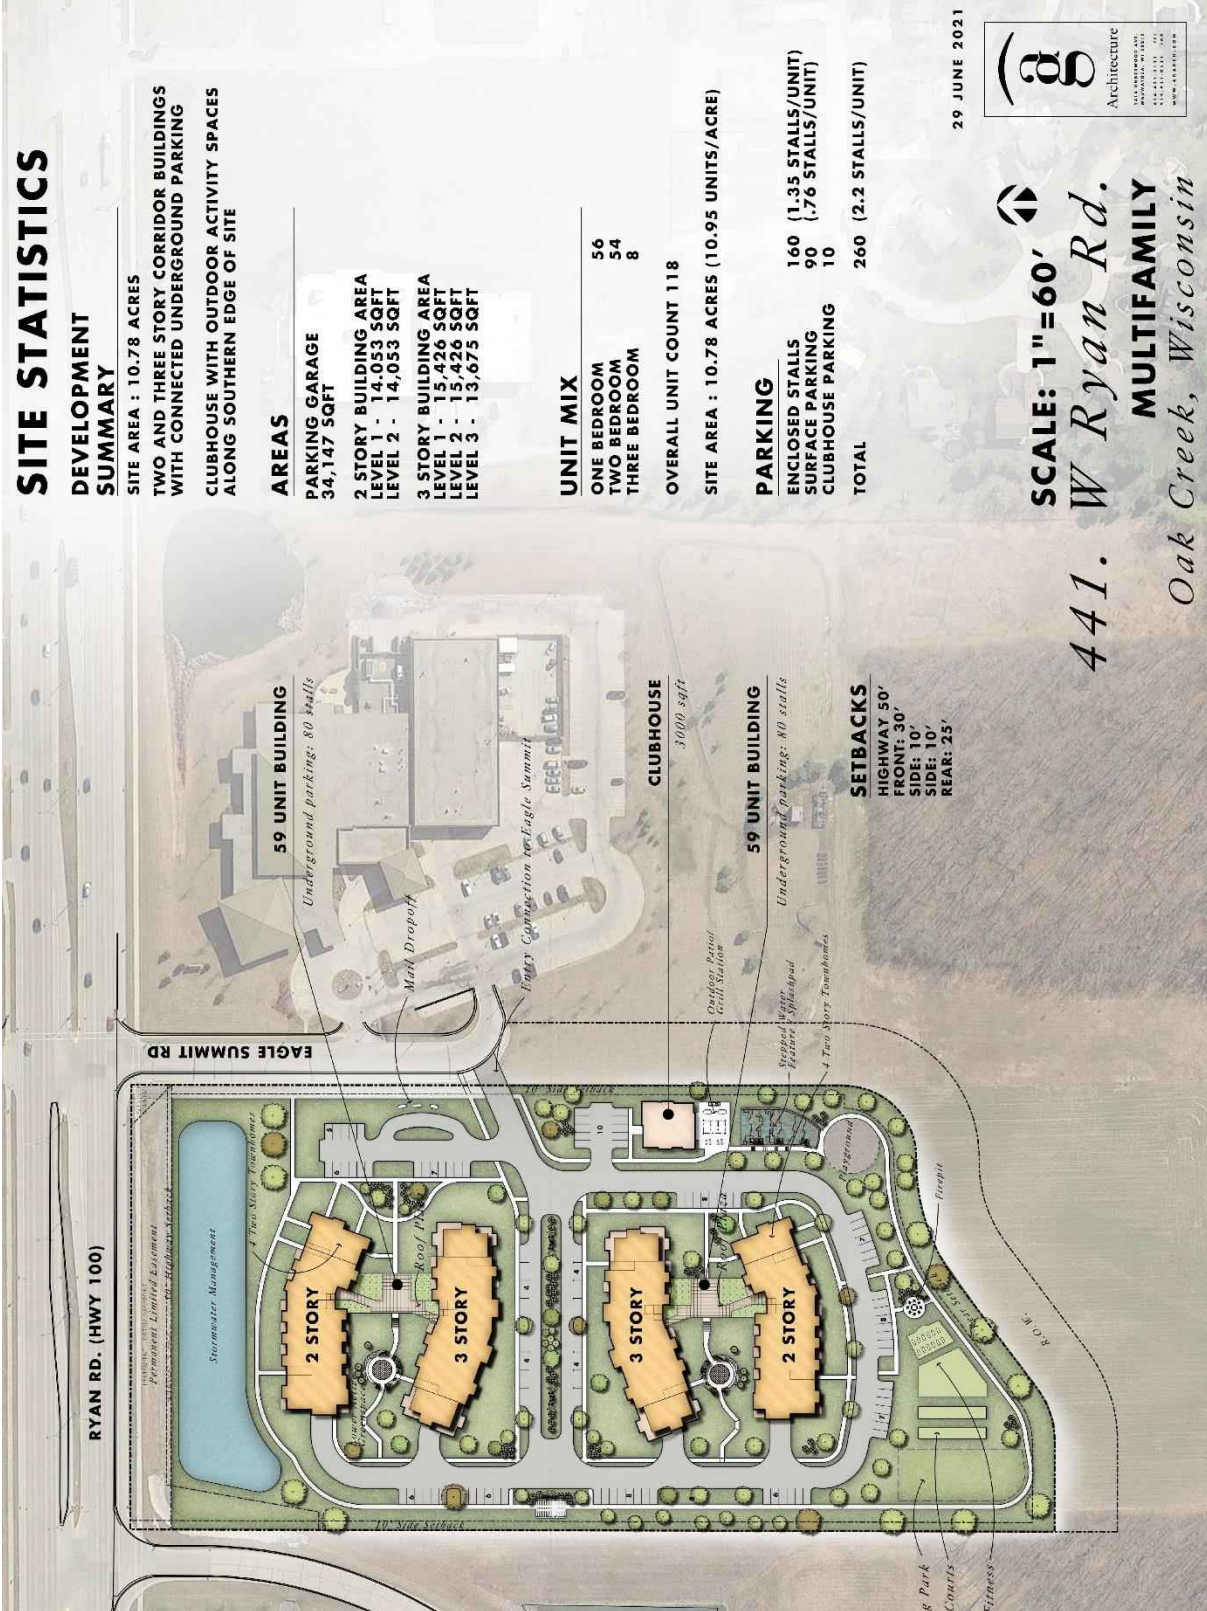 SITE STATISTICS
DEVELOPMENT
SUMMARY
SITE AREA : 10.78 ACRES
TWO AND THREE STORY CORRIDOR BUILDINGS
WITH CONNECTED UNDERGROUND PARKING
CLUBHOUSE WITH OUTDOOR ACTIVITY SPACES
ALONG SOUTHERN EDGE OF SITE
AREAS
PARKING GARAGE
34,147 SQFT
2 STORY BUILDING AREA
LEVEL 1 - 14,053 SQFT
LEVEL 2 - 14,053 SQFT
3 STORY BUILDING AREA
LEVEL 1 - 15,426 SQFT
LEVEL 2 - 15,426 SQFT
LEVEL 3 - 13,675 SQFT
UNIT MIX
ONE BEDROOM 56
TWO BEDROOM 54
THREE BEDROOM 8
OVERALL UNIT COUNT 118
SITE AREA : 10.78 ACRES (10.95 UNITS/ACRE)
PARKING
ENCLOSED STALLS 160 (1.35 STALLS/UNIT)
SURFACE PARKING 90 (.76 STALLS/UNIT)
CLUBHOUSE PARKING 10
TOTAL 260 (2.2 STALLS/UNIT)
SCALE: 1"=60'
441. W Ryan Rd.
MULTIFAMILY
Oak Creek, Wisconsin
29 JUNE 2021
ag
Architecture
59 UNIT BUILDING
Underground parking: 80 stalls
Mail Dropoff
Entry Connection to Eagle Summit
CLUBHOUSE
3000 sqft
59 UNIT BUILDING
Underground parking: 80 stalls
SETBACKS
HIGHWAY 50'
FRONT: 30'
SIDE: 10'
SIDE: 10'
REAR: 25'
Outdoor Patio/
Grill Station
Stepped Water
Feature / Splashpad
4 Two Story Townhomes
EAGLE SUMMIT RD
RYAN RD. (HWY 100)
Permanent Limited Easement
Highway Setback
Stormwater Management
4 Two Story Townhomes
10' Side Setback
2 STORY
3 STORY
3 STORY
2 STORY
10
Playground
Firepit
R.O.W.
10' Side Setback
Park
Courts